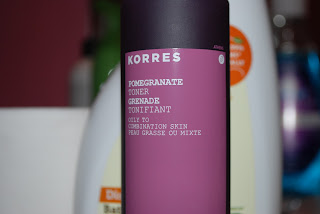 KORRES
POMEGRANATE
TONER
GRENADE
TONIFIANT
OILY TO
COMBINATION SKIN
PEAU GRASSE OU MIXTE